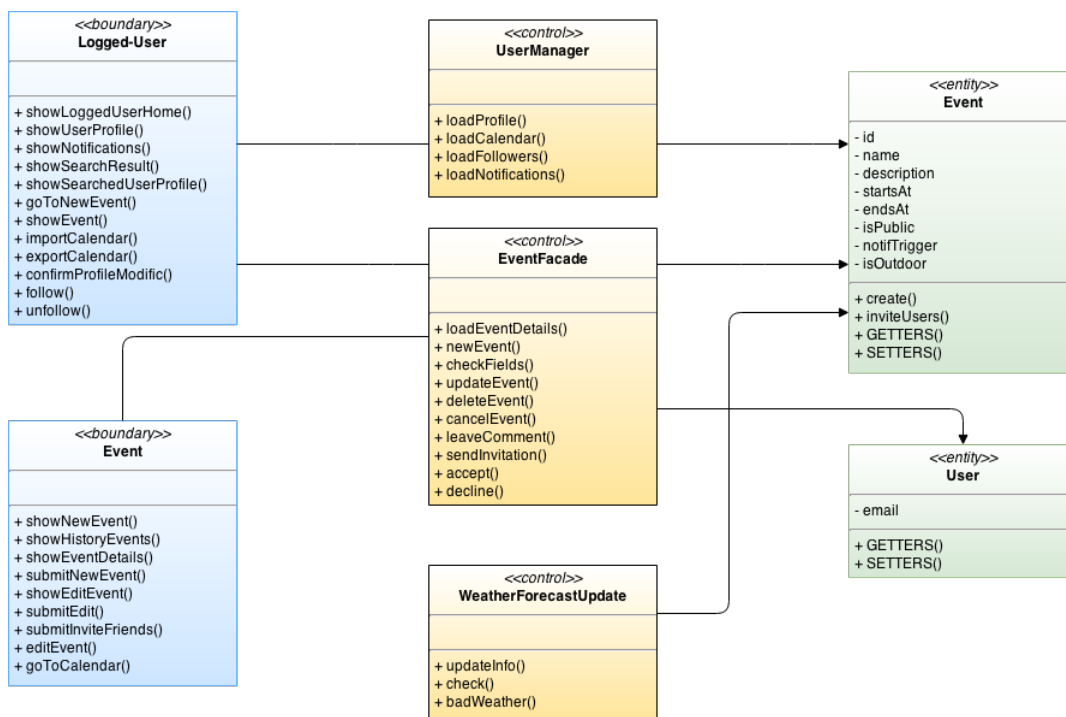 <<boundary>>
Logged-User
+ showLoggedUserHome()
+ showUserProfile()
+ showNotifications()
+ showSearchResult()
+ showSearchedUserProfile()
+ goToNewEvent()
+ showEvent()
+ importCalendar()
+ exportCalendar()
+ confirmProfileModific()
+ follow()
+ unfollow()
<<control>>
UserManager
+ loadProfile()
+ loadCalendar()
+ loadFollowers()
+ loadNotifications()
<<entity>>
Event
- id
- name
- description
- startsAt
- endsAt
- isPublic
- notifTrigger
- isOutdoor
+ create()
+ inviteUsers()
+ GETTERS()
+ SETTERS()
<<control>>
EventFacade
+ loadEventDetails()
+ newEvent()
+ checkFields()
+ updateEvent()
+ deleteEvent()
+ cancelEvent()
+ leaveComment()
+ sendInvitation()
+ accept()
+ decline()
<<boundary>>
Event
+ showNewEvent()
+ showHistoryEvents()
+ showEventDetails()
+ submitNewEvent()
+ showEditEvent()
+ submitEdit()
+ submitInviteFriends()
+ editEvent()
+ goToCalendar()
<<entity>>
User
- email
+ GETTERS()
+ SETTERS()
<<control>>
WeatherForecastUpdate
+ updateInfo()
+ check()
+ badWeather()